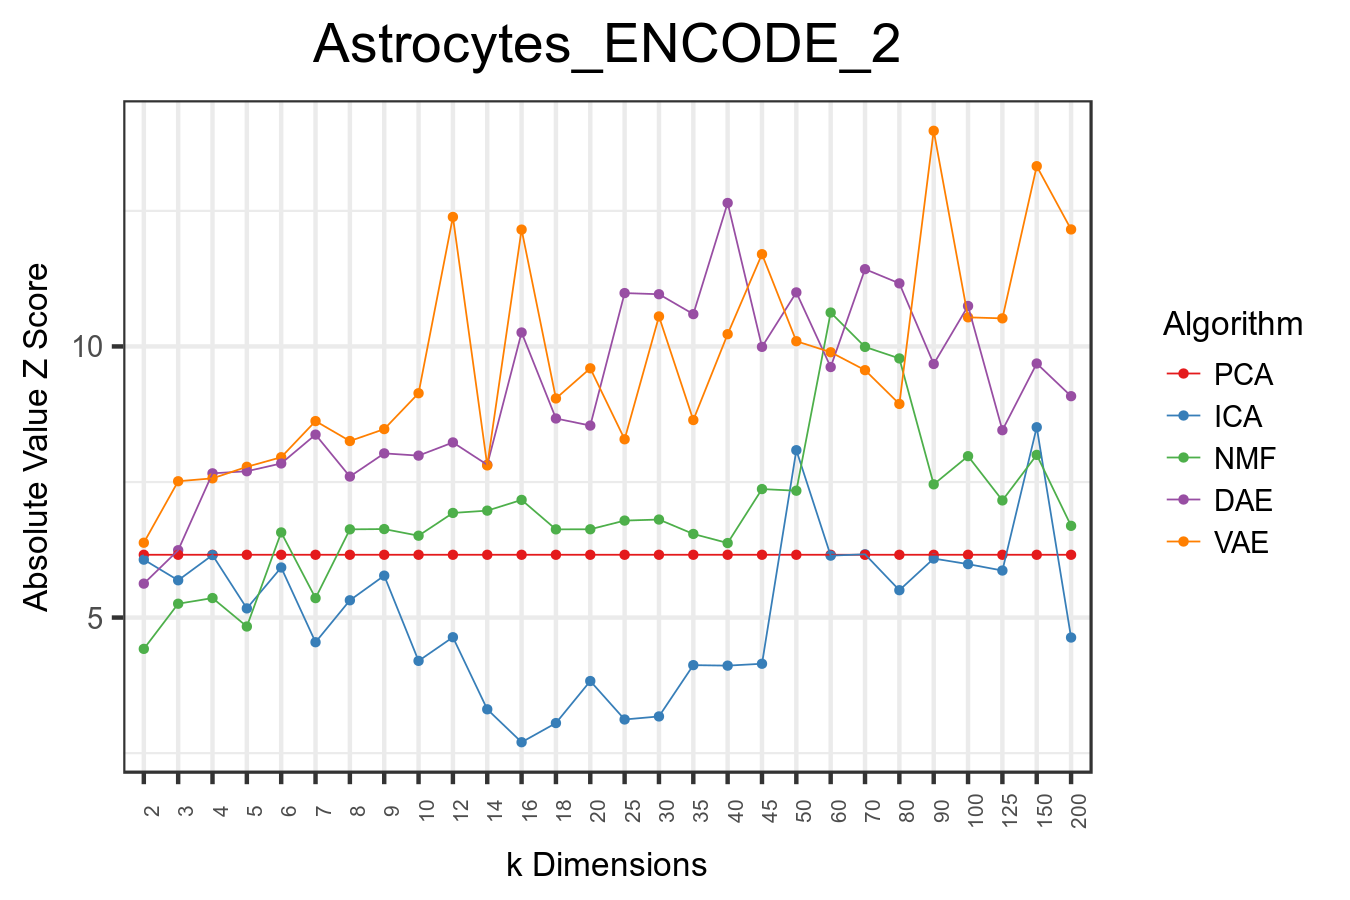 Astrocytes_ENCODE_2
Absolute Value Z Score
10
5
2 3 4 5 6 7 8 9 10 12 14 16 18 20 25 30 35 40 45 50 60 70 80 90 100 125 150 200
k Dimensions
Algorithm
PCA
ICA
NMF
DAE
VAE